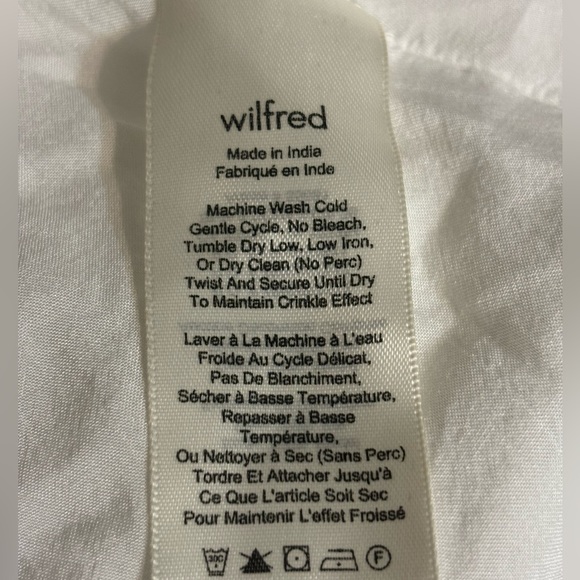 wilfred
Made in India
Fabriqué en Inde
Machine Wash Cold
Gentle Cycle, No Bleach,
Tumble Dry Low, Low Iron,
Or Dry Clean (No Perc)
Twist And Secure Until Dry
To Maintain Crinkle Effect
Laver à La Machine à L'eau
Froide Au Cycle Délicat,
Pas De Blanchiment,
Sécher à Basse Température,
Repasser à Basse
Température,
Ou Nettoyer à Sec (Sans Perc)
Tordre Et Attacher Jusqu'à
Ce Que L'article Soit Sec
Pour Maintenir L'effet Froissé
30C F